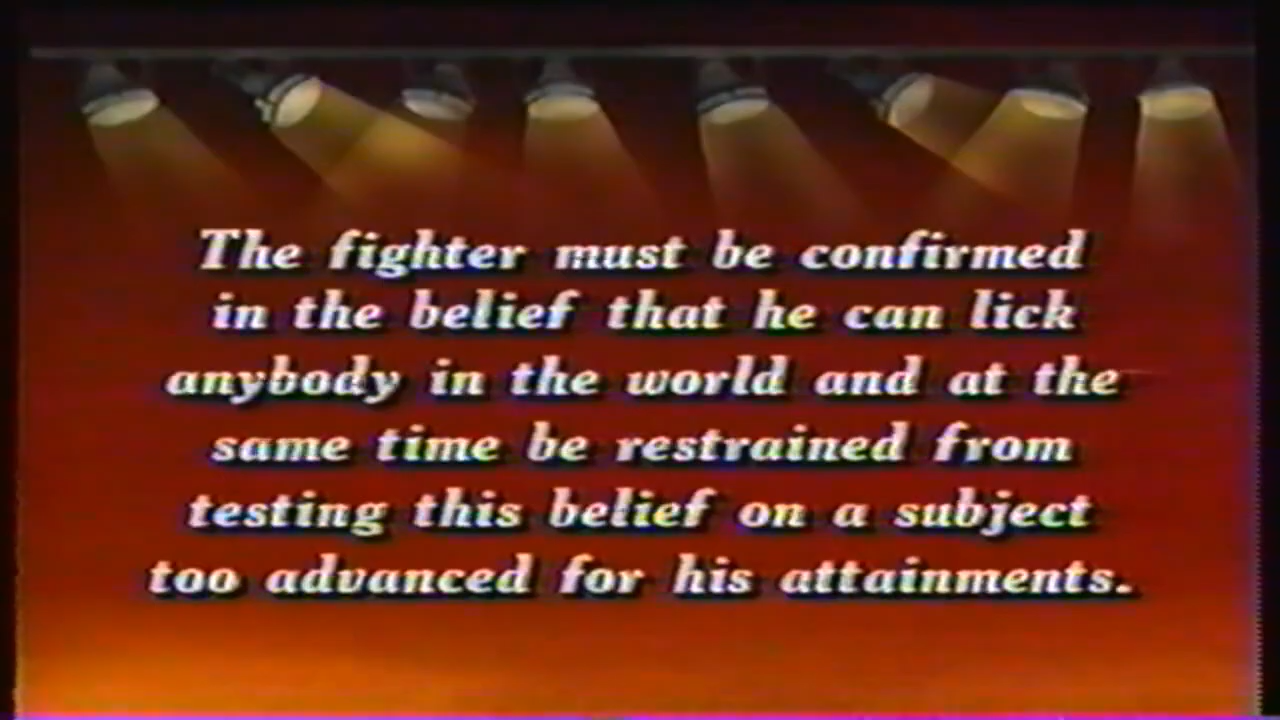 The fighter must be confirmed
in the belief that he can lick
anybody in the world and at the
same time be restrained from
testing this belief on a subject
too advanced for his attainments.